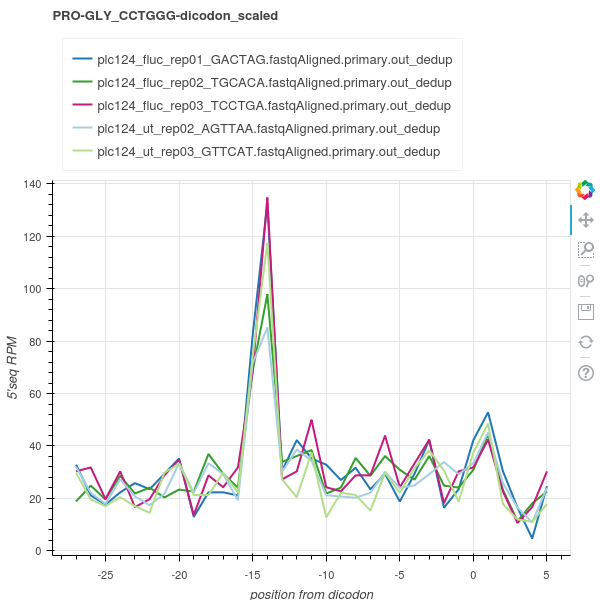 PRO-GLY_CCTGGG-dicodon_scaled
plc124_fluc_rep01_GACTAG.fastqAligned.primary.out_dedup
plc124_fluc_rep02_TGCACA.fastqAligned.primary.out_dedup
plc124_fluc_rep03_TCCTGA.fastqAligned.primary.out_dedup
plc124_ut_rep02_AGTTAA.fastqAligned.primary.out_dedup
plc124_ut_rep03_GTTCAT.fastqAligned.primary.out_dedup
140
120
100
80
60
40
20
0
5'seq RPM
-25 -20 -15 -10 -5 0 5
position from dicodon